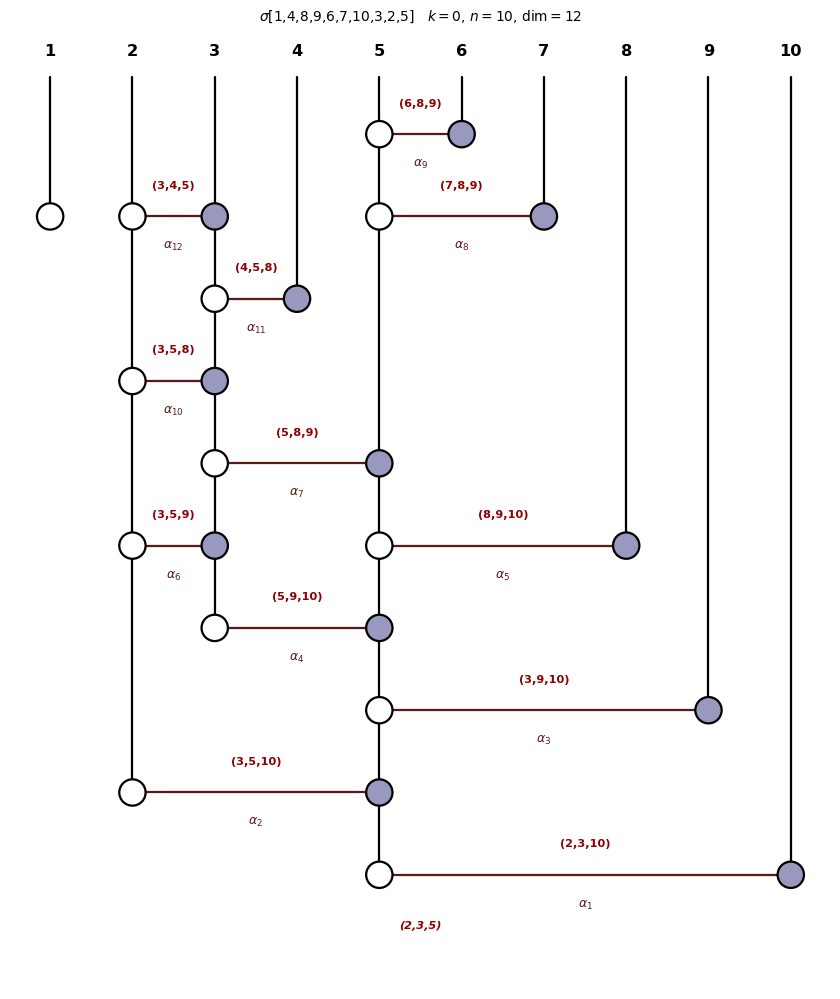 σ[1,4,8,9,6,7,10,3,2,5] k=0, n=10, dim=12
1 2 3 4 5 6 7 8 9 10
(6,8,9)
α9
(3,4,5) (7,8,9)
α12 α8
(4,5,8)
α11
(3,5,8)
α10
(5,8,9)
α7
(3,5,9) (8,9,10)
α6 α5
(5,9,10)
α4
(3,9,10)
α3
(3,5,10)
α2
(2,3,10)
α1
(2,3,5)